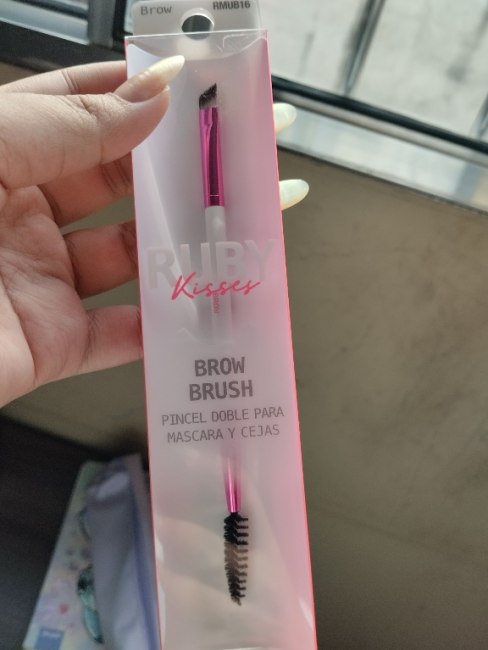 Brow RMUB16
RUBY
Kisses
BROW
BRUSH
PINCEL DOBLE PARA
MASCARA Y CEJAS